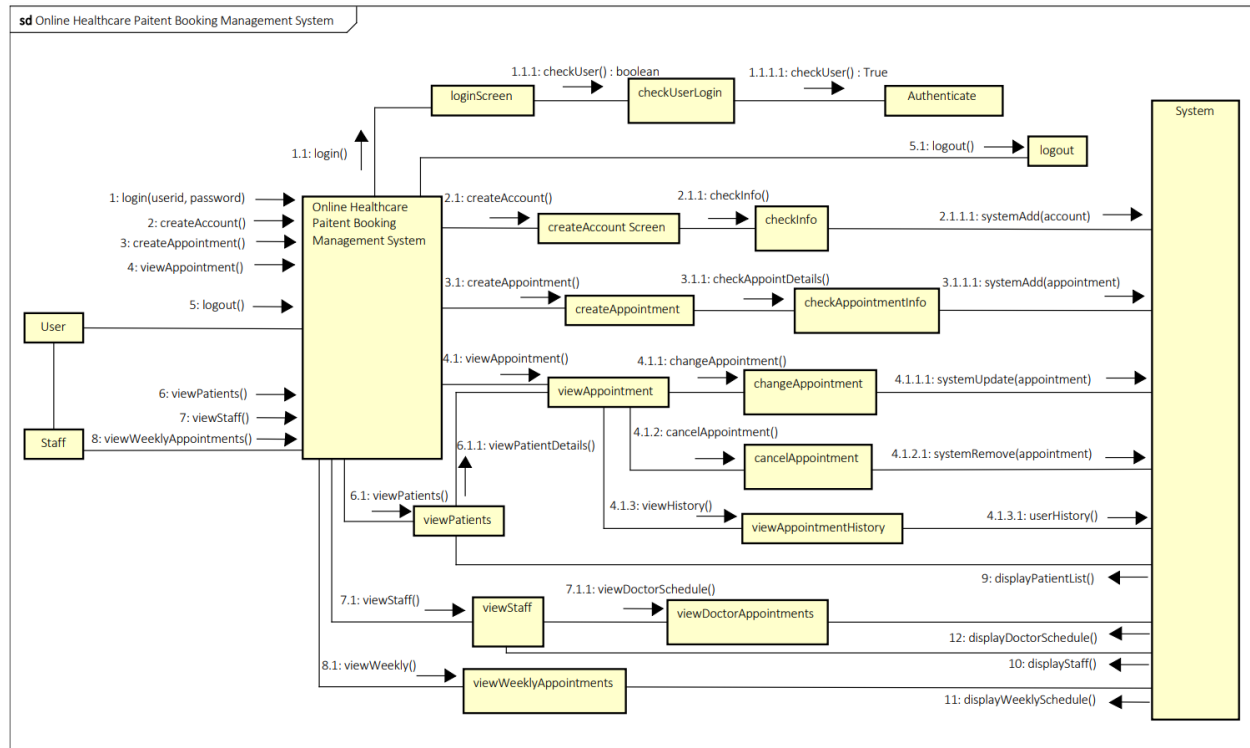 sd Online Healthcare Paitent Booking Management System
1.1.1: checkUser() : boolean
1.1.1.1: checkUser() : True
loginScreen
checkUserLogin
Authenticate
System
1.1: login()
5.1: logout()
logout
1: login(userid, password)
2: createAccount()
3: createAppointment()
4: viewAppointment()
5: logout()
Online Healthcare
Paitent Booking
Management System
2.1: createAccount()
2.1.1: checkInfo()
2.1.1.1: systemAdd(account)
createAccount Screen
checkInfo
3.1: createAppointment()
3.1.1: checkAppointDetails()
3.1.1.1: systemAdd(appointment)
createAppointment
checkAppointmentInfo
User
4.1: viewAppointment()
4.1.1: changeAppointment()
4.1.1.1: systemUpdate(appointment)
viewAppointment
changeAppointment
6: viewPatients()
7: viewStaff()
8: viewWeeklyAppointments()
Staff
6.1.1: viewPatientDetails()
4.1.2: cancelAppointment()
4.1.2.1: systemRemove(appointment)
cancelAppointment
6.1: viewPatients()
viewPatients
4.1.3: viewHistory()
4.1.3.1: userHistory()
viewAppointmentHistory
9: displayPatientList()
7.1: viewStaff()
7.1.1: viewDoctorSchedule()
viewStaff
viewDoctorAppointments
12: displayDoctorSchedule()
8.1: viewWeekly()
10: displayStaff()
viewWeeklyAppointments
11: displayWeeklySchedule()